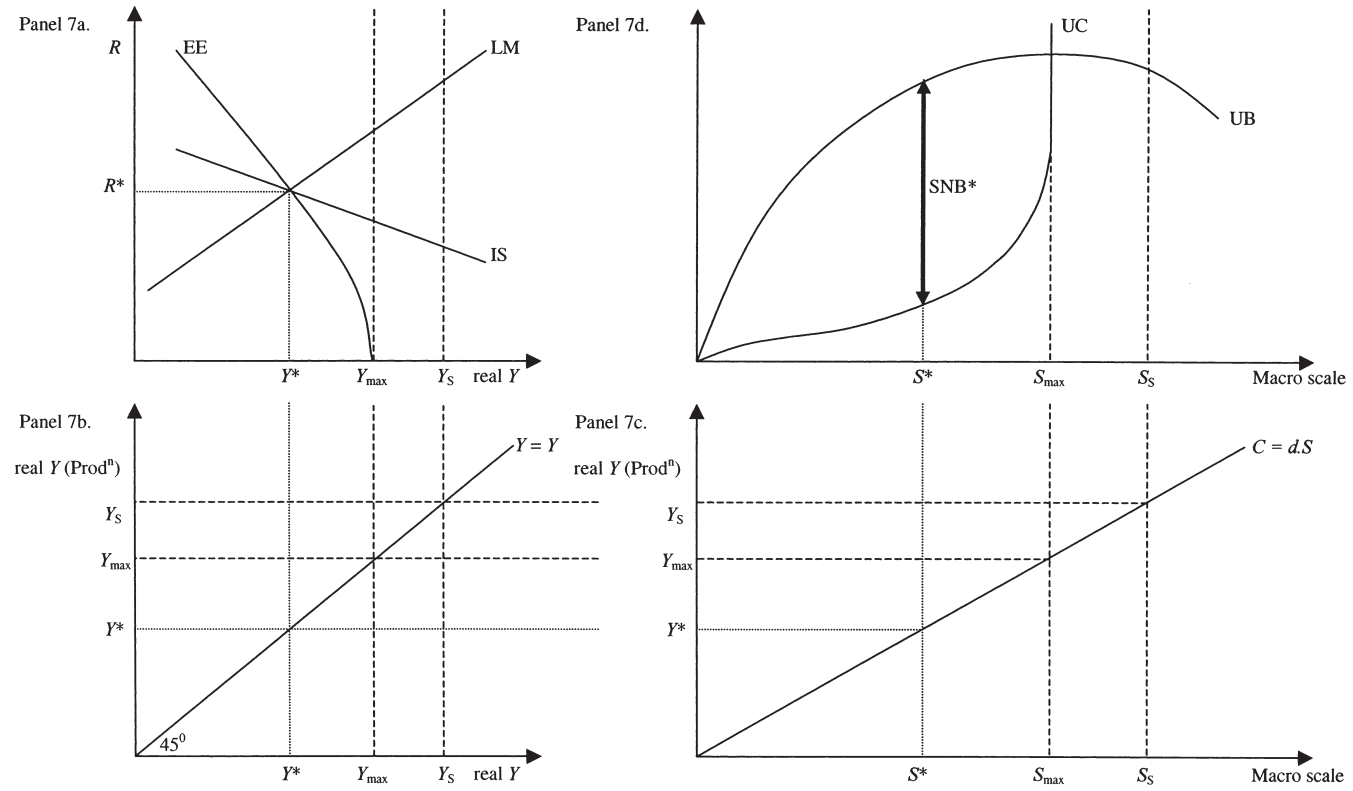 Panel 7a.
R
EE
LM
R*
IS
Y*
Ymax
YS
real Y
Panel 7d.
UC
UB
SNB*
S*
Smax
SS
Macro scale
Panel 7b.
real Y (Prodⁿ)
Y = Y
YS
Ymax
Y*
45⁰
Y*
Ymax
YS
real Y
Panel 7c.
real Y (Prodⁿ)
C = d.S
YS
Ymax
Y*
S*
Smax
SS
Macro scale